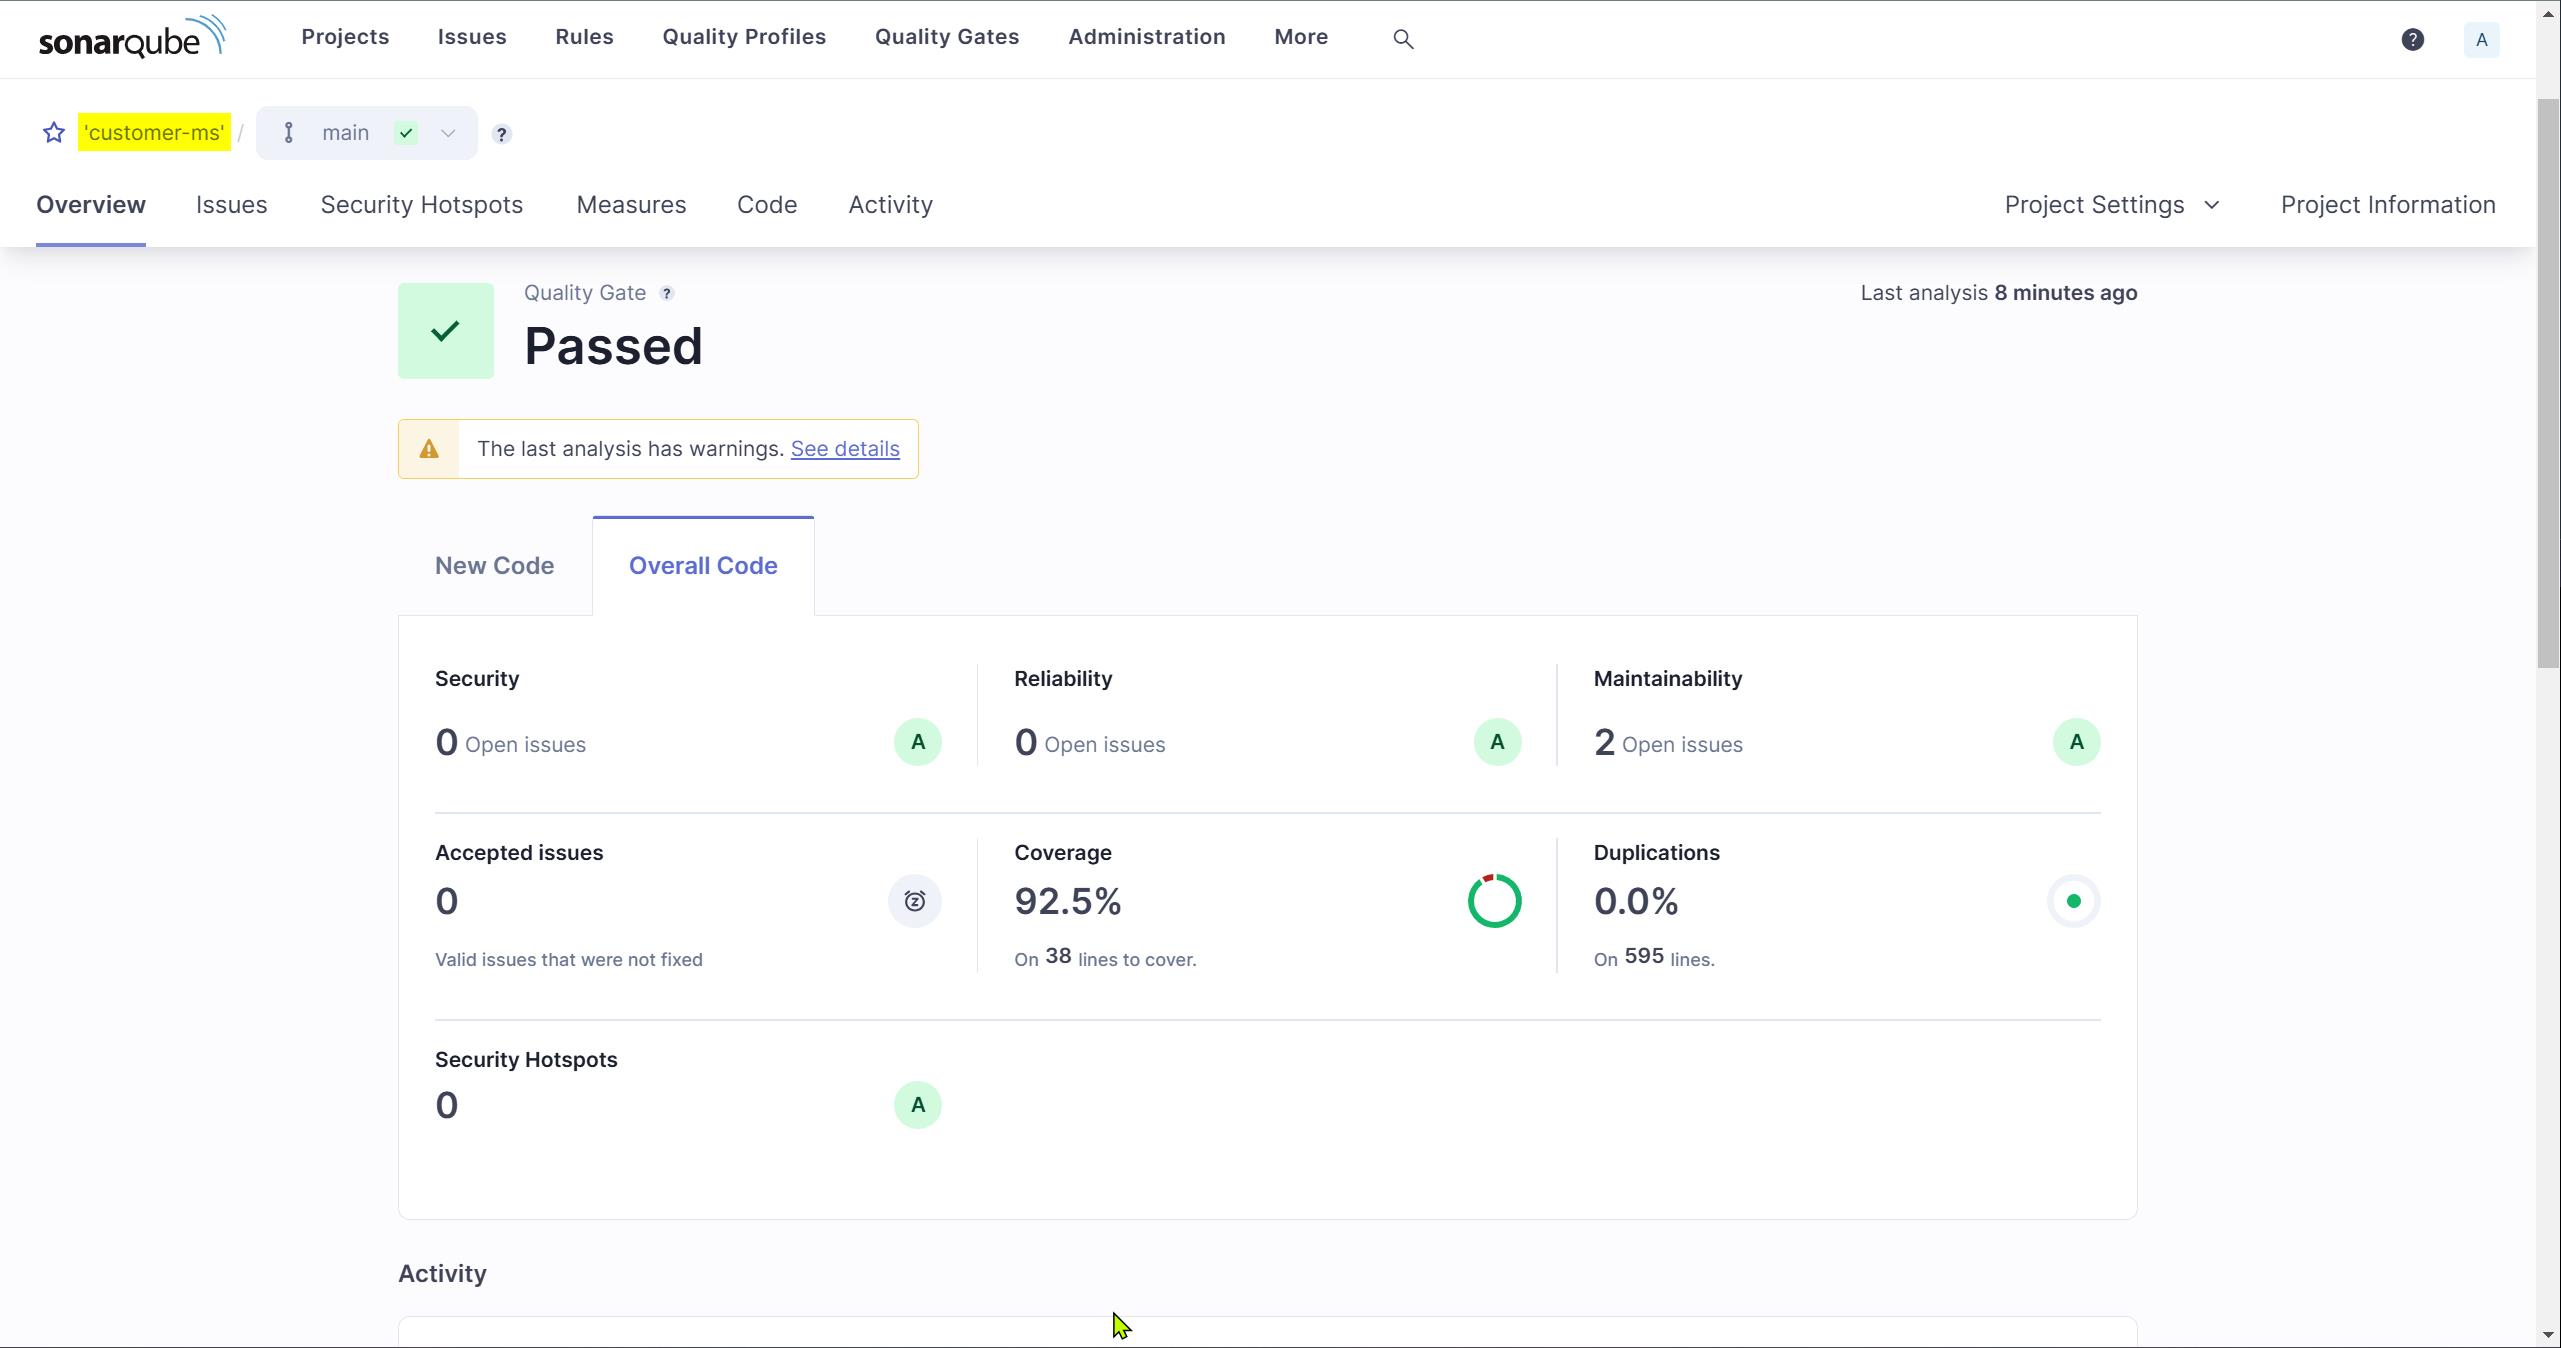 sonarqube Projects Issues Rules Quality Profiles Quality Gates Administration More ? A
'customer-ms' / main ?
Overview Issues Security Hotspots Measures Code Activity Project Settings Project Information
Quality Gate ? Last analysis 8 minutes ago
Passed
The last analysis has warnings. See details
New Code Overall Code
Security Reliability Maintainability
0 Open issues A 0 Open issues A 2 Open issues A
Accepted issues Coverage Duplications
0 z 92.5% 0.0%
Valid issues that were not fixed On 38 lines to cover. On 595 lines.
Security Hotspots
0 A
Activity